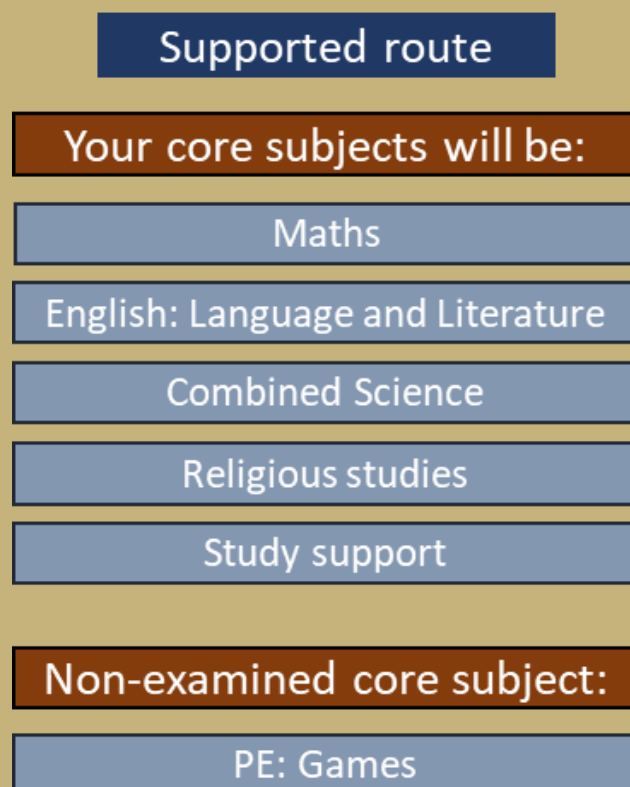 Supported route
Your core subjects will be:
Maths
English: Language and Literature
Combined Science
Religious studies
Study support
Non-examined core subject:
PE: Games